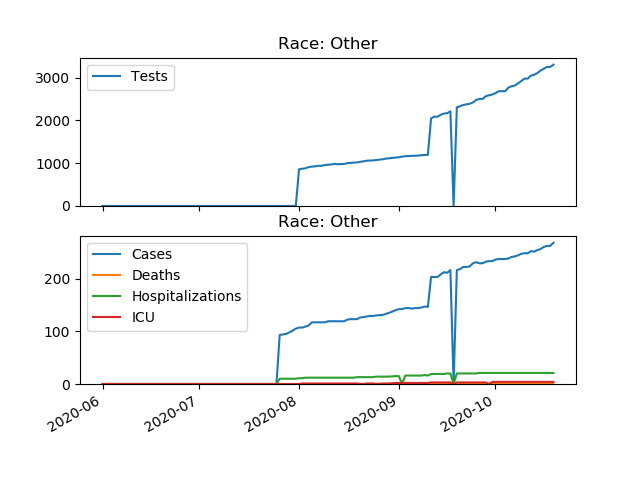 Race: Other
3000
2000
1000
0
Tests
Race: Other
200
100
0
Cases
Deaths
Hospitalizations
ICU
2020-06
2020-07
2020-08
2020-09
2020-10